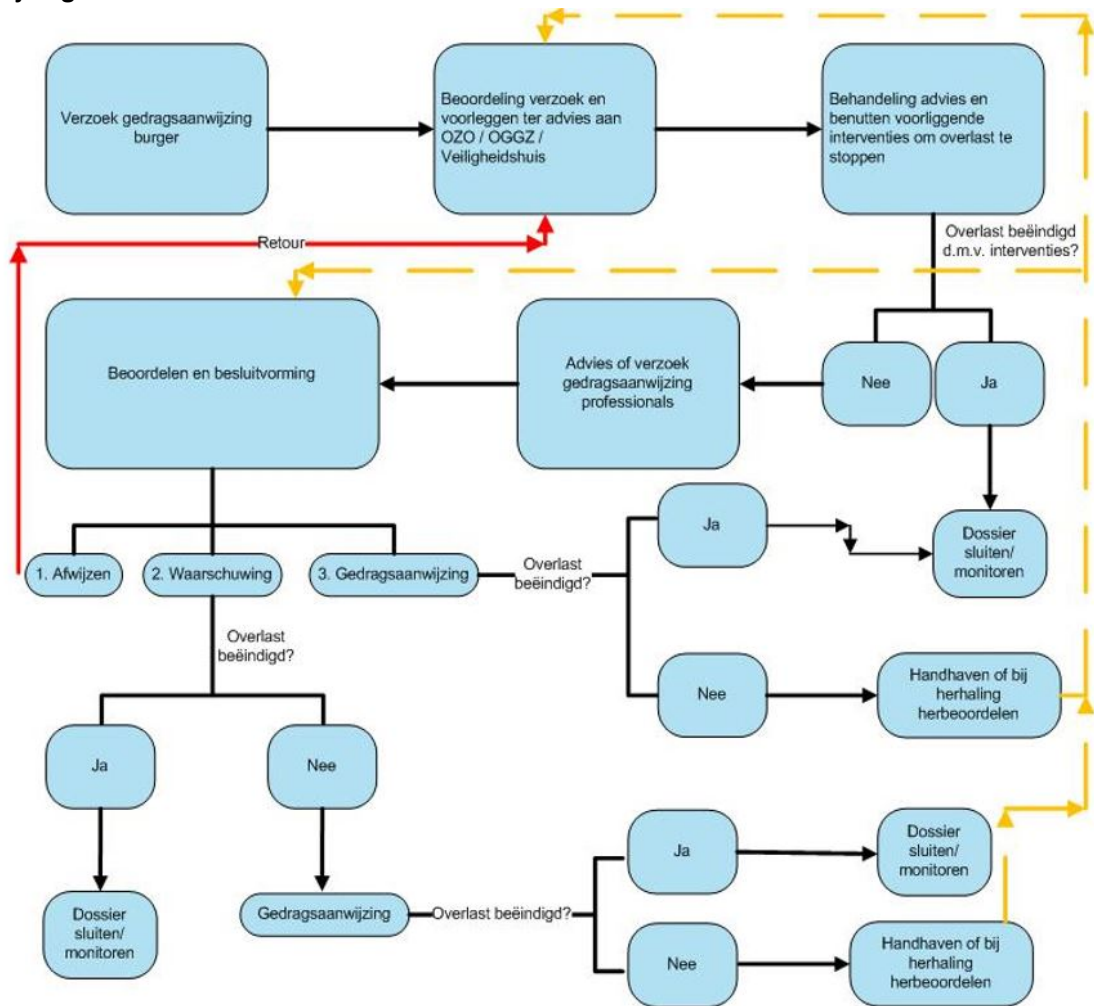 Verzoek gedragsaanwijzing
burger
Beoordeling verzoek en
voorleggen ter advies aan
OZO / OGGZ /
Veiligheidshuis
Behandeling advies en
benutten voorliggende
interventies om overlast te
stoppen
Retour
Overlast beëindigd
d.m.v. interventies?
Beoordelen en besluitvorming
Advies of verzoek
gedragsaanwijzing
professionals
Nee
Ja
1. Afwijzen
2. Waarschuwing
3. Gedragsaanwijzing
Overlast
beëindigd?
Ja
Dossier
sluiten/
monitoren
Nee
Handhaven of bij
herhaling
herbeoordelen
Overlast
beëindigd?
Ja
Nee
Dossier
sluiten/
monitoren
Gedragsaanwijzing
Overlast beëindigd?
Ja
Dossier
sluiten/
monitoren
Nee
Handhaven of bij
herhaling
herbeoordelen